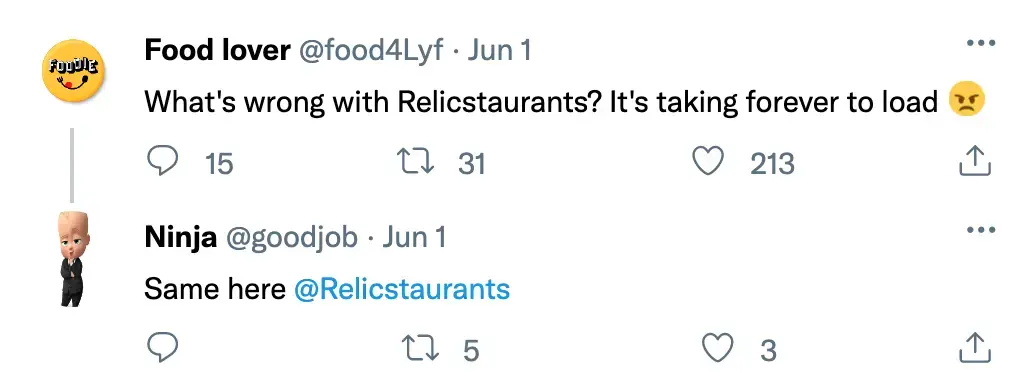 FOODIE
Food lover @food4Lyf · Jun 1
What's wrong with Relicstaurants? It's taking forever to load 😠
15 31 213
Ninja @goodjob · Jun 1
Same here @Relicstaurants
5 3